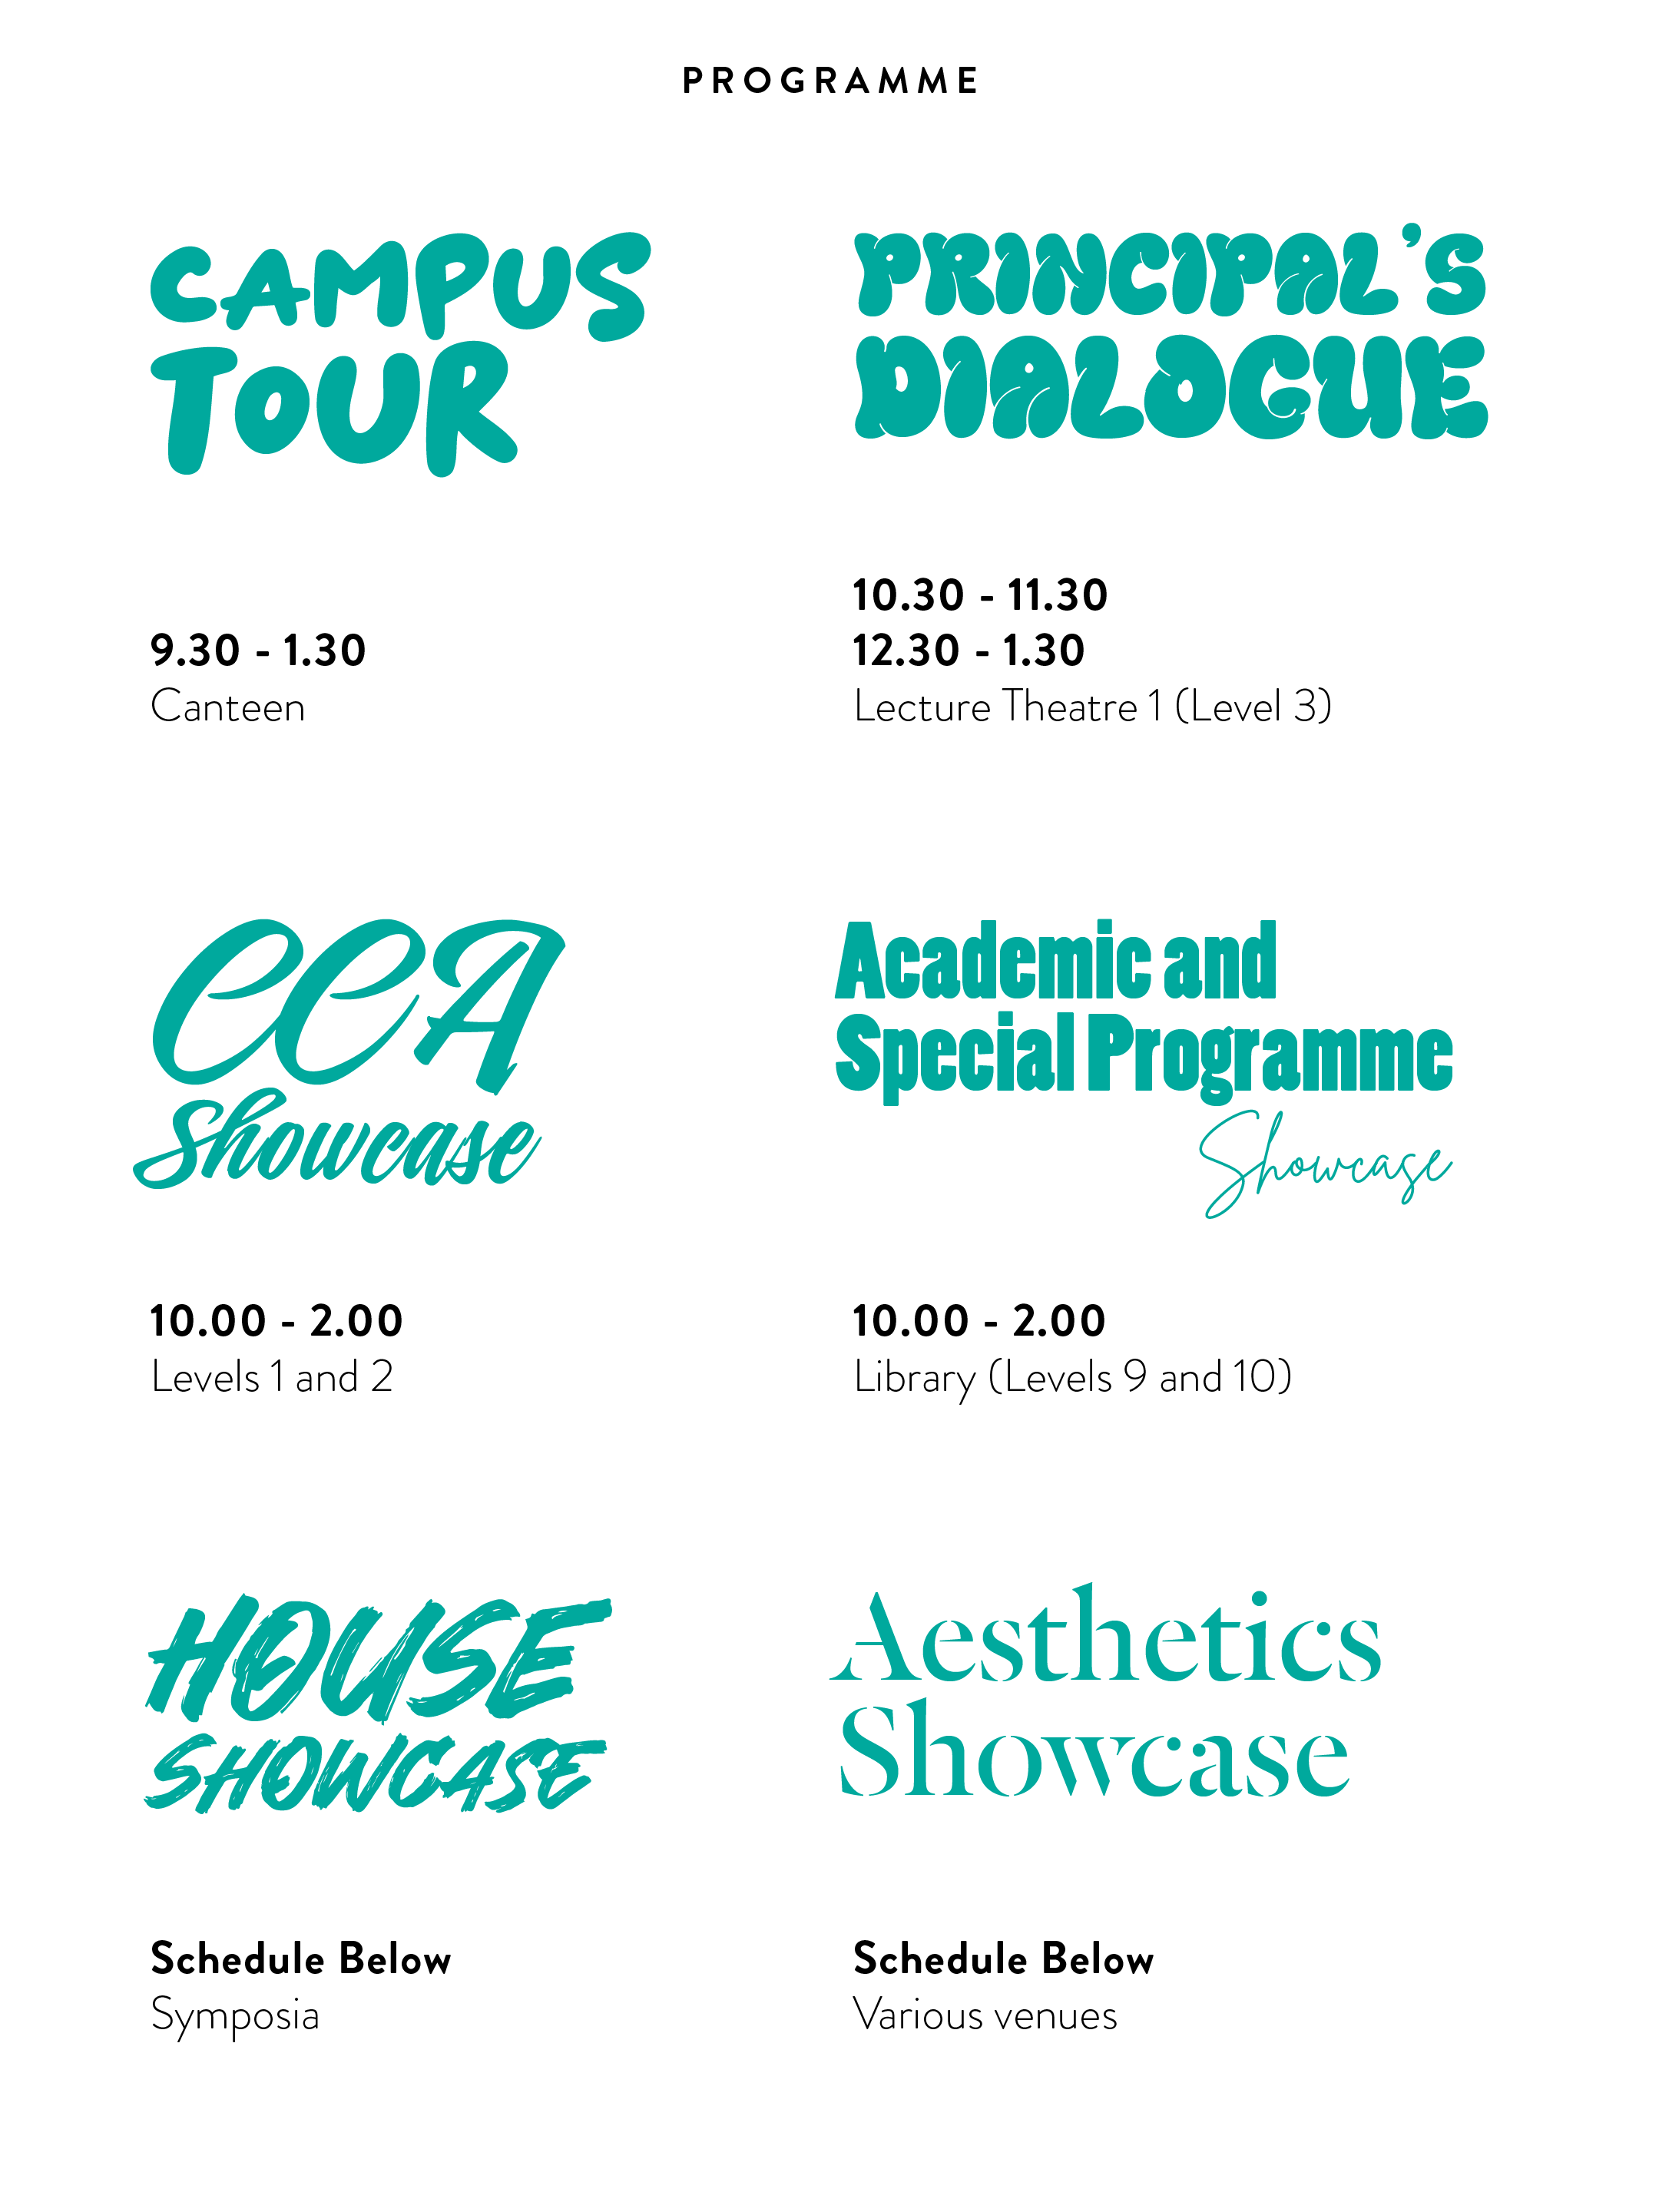 PROGRAMME
CAMPUS
TOUR
9.30 - 1.30
Canteen
PRINCIPAL'S
DIALOGUE
10.30 - 11.30
12.30 - 1.30
Lecture Theatre 1 (Level 3)
CCA
Showcase
10.00 - 2.00
Levels 1 and 2
Academic and
Special Programme
Showcase
10.00 - 2.00
Library (Levels 9 and 10)
HOUSE
SHOWCASE
Schedule Below
Symposia
Aesthetics
Showcase
Schedule Below
Various venues